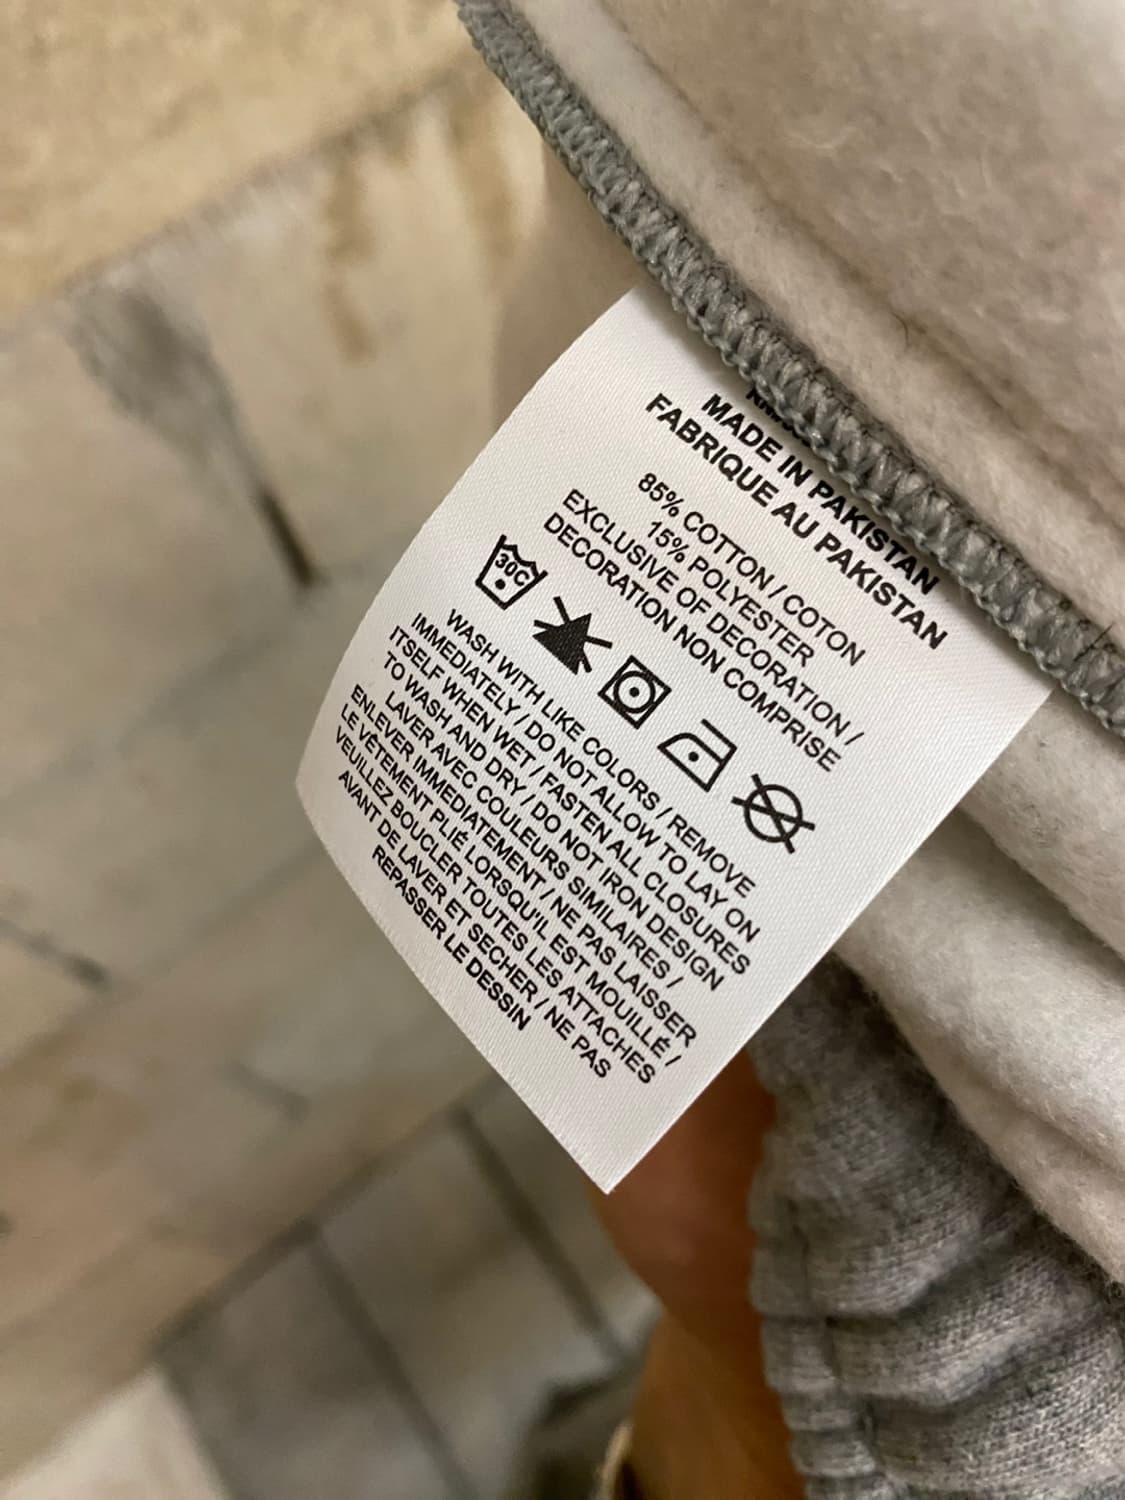 MADE IN PAKISTAN
FABRIQUE AU PAKISTAN
85% COTTON / COTON
15% POLYESTER
EXCLUSIVE OF DECORATION /
DECORATION NON COMPRISE
30C
WASH WITH LIKE COLORS / REMOVE
IMMEDIATELY / DO NOT ALLOW TO LAY ON
ITSELF WHEN WET / FASTEN ALL CLOSURES
TO WASH AND DRY / DO NOT IRON DESIGN
LAVER AVEC COULEURS SIMILAIRES /
ENLEVER IMMEDIATEMENT / NE PAS LAISSER
LE VÊTEMENT PLIÉ LORSQU'IL EST MOUILLÉ /
VEUILLEZ BOUCLER TOUTES LES ATTACHES
AVANT DE LAVER ET SECHER / NE PAS
REPASSER LE DESSIN